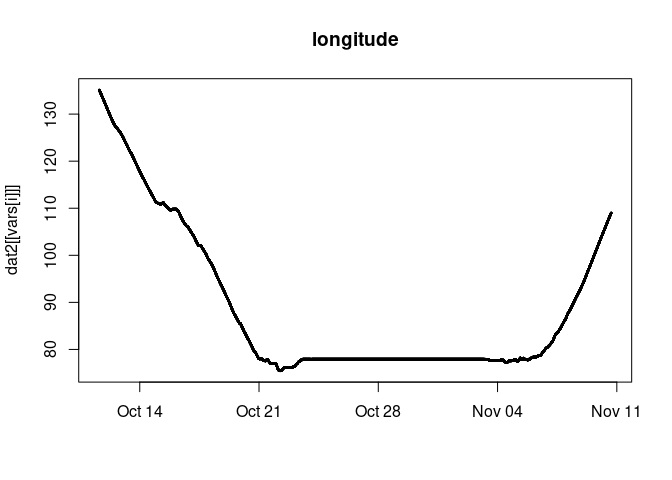 longitude
dat2[[vars[i]]]
130
120
110
100
90
80
Oct 14
Oct 21
Oct 28
Nov 04
Nov 11